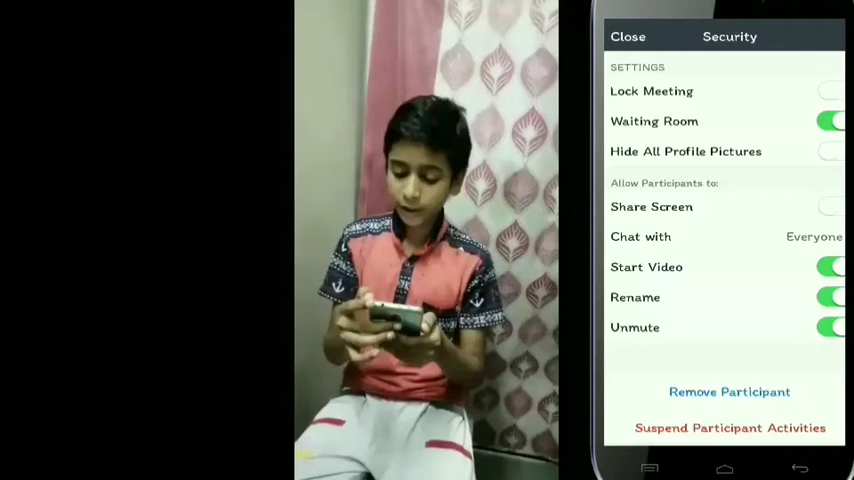 Close Security
SETTINGS
Lock Meeting
Waiting Room
Hide All Profile Pictures
Allow Participants to:
Share Screen
Chat with Everyone
Start Video
Rename
Unmute
Remove Participant
Suspend Participant Activities